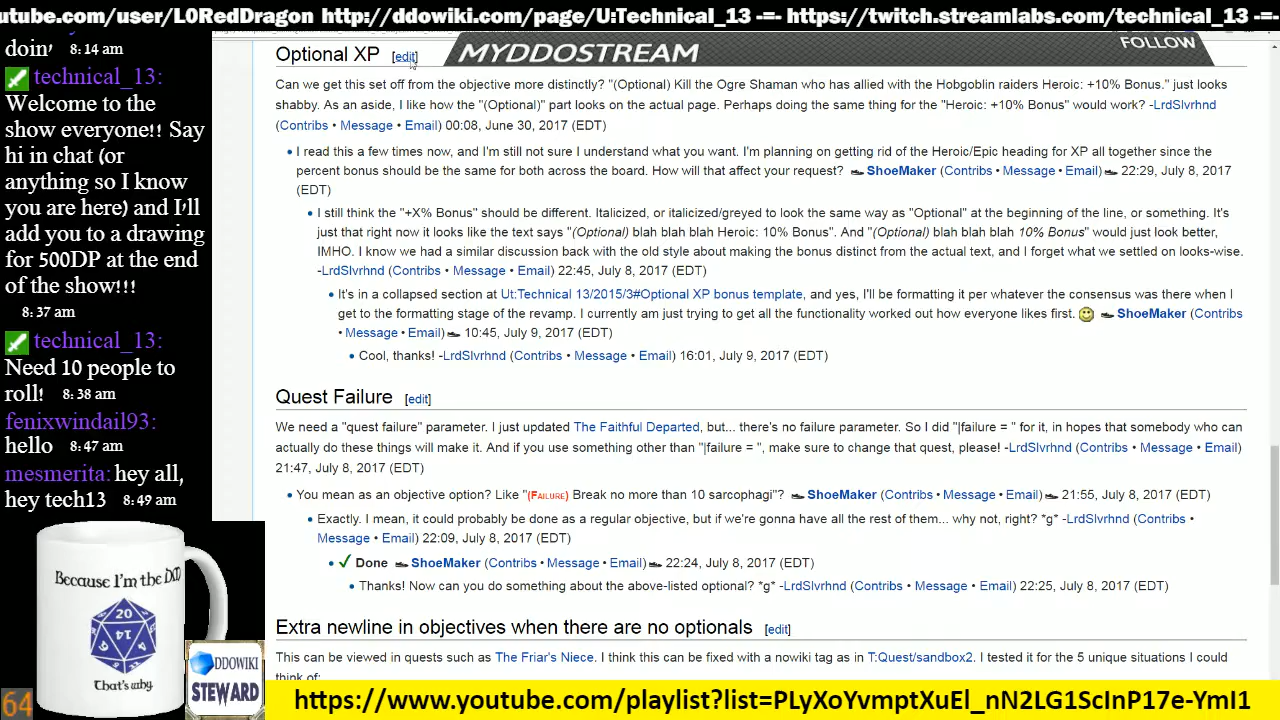 outube.com/user/L0RedDragon http://ddowiki.com/page/U:Technical_13 -=- https://twitch.streamlabs.com/technical_13 -=-
doin' 8:14 am
technical_13:
Welcome to the
show everyone!! Say
hi in chat (or
anything so I know
you are here) and I'll
add you to a drawing
for 500DP at the end
of the show!!!
8:37 am
technical_13:
Need 10 people to
roll! 8:38 am
fenixwindail93:
hello 8:47 am
mesmerita: hey all,
hey tech13 8:49 am
Because I'm the DM
20
14
That's why.
DDOWIKI
STEWARD
64
MYDDOSTREAM
FOLLOW
Optional XP [edit]
Can we get this set off from the objective more distinctly? "(Optional) Kill the Ogre Shaman who has allied with the Hobgoblin raiders Heroic: +10% Bonus." just looks
shabby. As an aside, I like how the "(Optional)" part looks on the actual page. Perhaps doing the same thing for the "Heroic: +10% Bonus" would work? -LrdSlvrhnd
(Contribs • Message • Email) 00:08, June 30, 2017 (EDT)
• I read this a few times now, and I'm still not sure I understand what you want. I'm planning on getting rid of the Heroic/Epic heading for XP all together since the
percent bonus should be the same for both across the board. How will that affect your request? ShoeMaker (Contribs • Message • Email) 22:29, July 8, 2017
(EDT)
• I still think the "+X% Bonus" should be different. Italicized, or italicized/greyed to look the same way as "Optional" at the beginning of the line, or something. It's
just that right now it looks like the text says "(Optional) blah blah blah Heroic: 10% Bonus". And "(Optional) blah blah blah 10% Bonus" would just look better,
IMHO. I know we had a similar discussion back with the old style about making the bonus distinct from the actual text, and I forget what we settled on looks-wise.
-LrdSlvrhnd (Contribs • Message • Email) 22:45, July 8, 2017 (EDT)
• It's in a collapsed section at Ut:Technical 13/2015/3#Optional XP bonus template, and yes, I'll be formatting it per whatever the consensus was there when I
get to the formatting stage of the revamp. I currently am just trying to get all the functionality worked out how everyone likes first. ShoeMaker (Contribs
• Message • Email) 10:45, July 9, 2017 (EDT)
• Cool, thanks! -LrdSlvrhnd (Contribs • Message • Email) 16:01, July 9, 2017 (EDT)
Quest Failure [edit]
We need a "quest failure" parameter. I just updated The Faithful Departed, but... there's no failure parameter. So I did "|failure = " for it, in hopes that somebody who can
actually do these things will make it. And if you use something other than "|failure = ", make sure to change that quest, please! -LrdSlvrhnd (Contribs • Message • Email)
21:47, July 8, 2017 (EDT)
• You mean as an objective option? Like "(Failure) Break no more than 10 sarcophagi"? ShoeMaker (Contribs • Message • Email) 21:55, July 8, 2017 (EDT)
• Exactly. I mean, it could probably be done as a regular objective, but if we're gonna have all the rest of them... why not, right? *g* -LrdSlvrhnd (Contribs •
Message • Email) 22:09, July 8, 2017 (EDT)
• Done ShoeMaker (Contribs • Message • Email) 22:24, July 8, 2017 (EDT)
• Thanks! Now can you do something about the above-listed optional? *g* -LrdSlvrhnd (Contribs • Message • Email) 22:25, July 8, 2017 (EDT)
Extra newline in objectives when there are no optionals [edit]
This can be viewed in quests such as The Friar's Niece. I think this can be fixed with a nowiki tag as in T:Quest/sandbox2. I tested it for the 5 unique situations I could
think of:
https://www.youtube.com/playlist?list=PLyXoYvmptXuEl_nN2LG1ScInP17e-YmI1